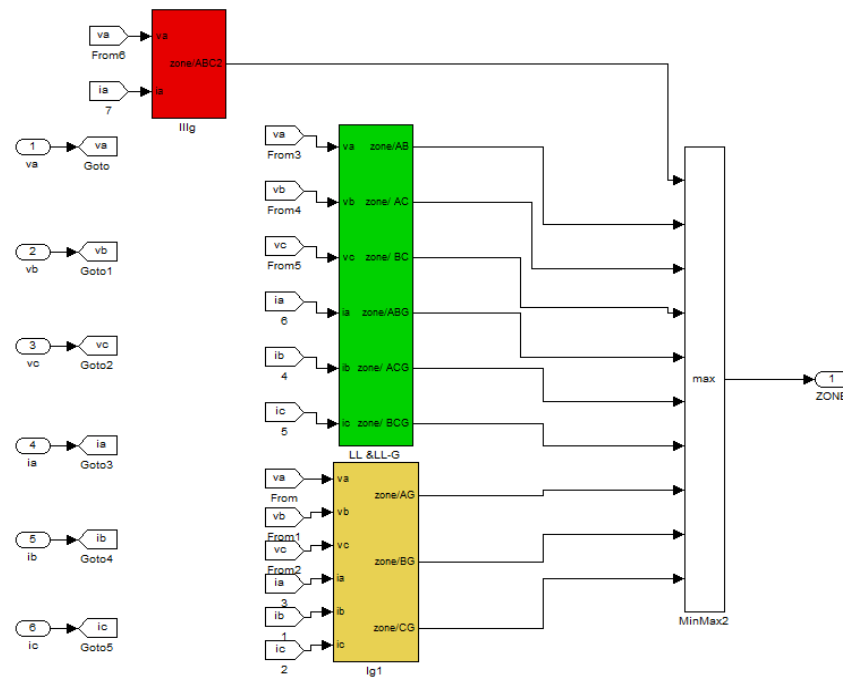 va
From6
va
zone/ABC2
ia
7
ia
IIIg
1
va
va
Goto
2
vb
vb
Goto1
3
vc
vc
Goto2
4
ia
ia
Goto3
5
ib
ib
Goto4
6
ic
ic
Goto5
va
From3
vb
From4
vc
From5
ia
6
ib
4
ic
5
va
zone/AB
vb
zone/ AC
vc
zone/ BC
ia
zone/ABG
ib
zone/ ACG
ic
zone/ BCG
LL &LL-G
va
From
vb
From1
vc
From2
ia
3
ib
1
ic
2
va
zone/AG
vb
vc
zone/BG
ia
ib
zone/CG
ic
Ig1
max
MinMax2
1
ZONE